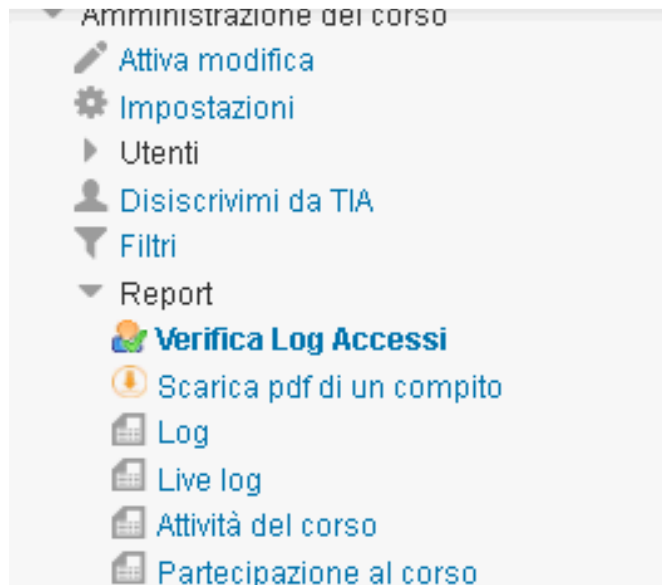 Amministrazione del corso
Attiva modifica
Impostazioni
Utenti
Disiscrivimi da TIA
Filtri
Report
Verifica Log Accessi
Scarica pdf di un compito
Log
Live log
Attività del corso
Partecipazione al corso